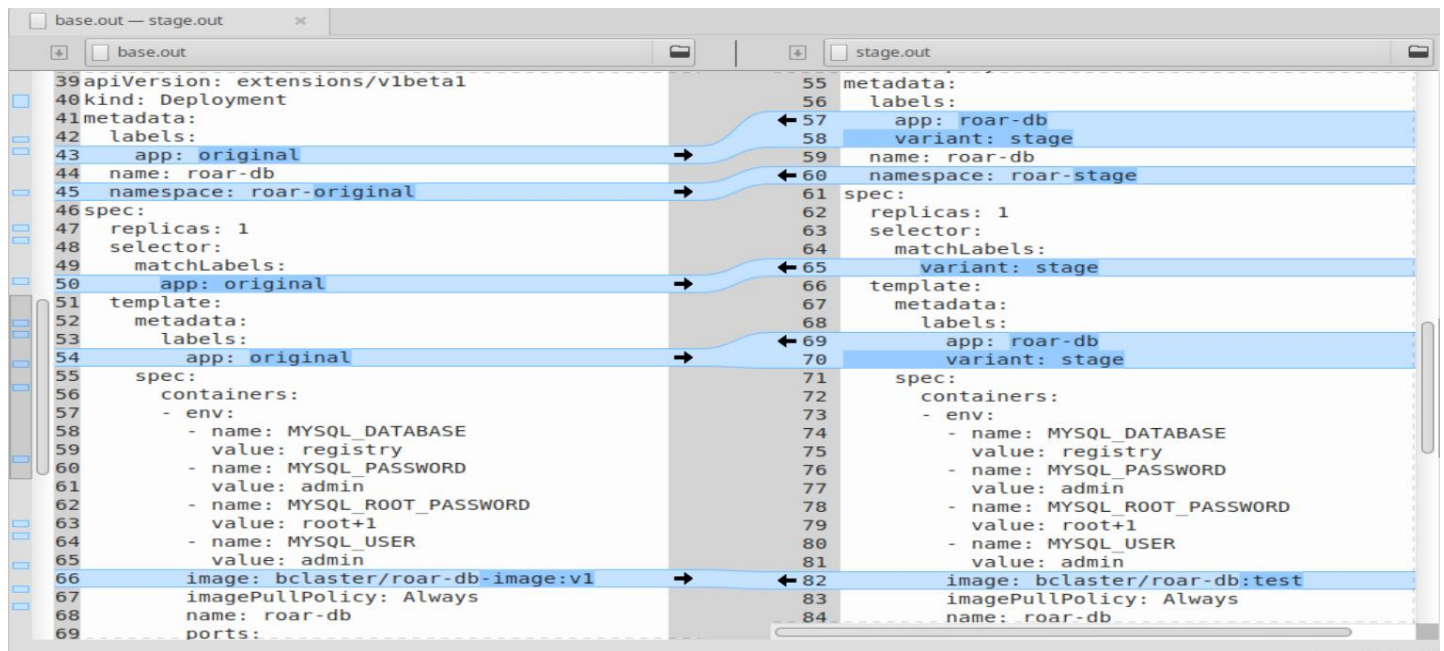 base.out — stage.out ×
base.out
39 apiVersion: extensions/v1beta1
40 kind: Deployment
41 metadata:
42   labels:
43     app: original
44   name: roar-db
45   namespace: roar-original
46 spec:
47   replicas: 1
48   selector:
49     matchLabels:
50       app: original
51   template:
52     metadata:
53       labels:
54         app: original
55     spec:
56       containers:
57       - env:
58         - name: MYSQL_DATABASE
59           value: registry
60         - name: MYSQL_PASSWORD
61           value: admin
62         - name: MYSQL_ROOT_PASSWORD
63           value: root+1
64         - name: MYSQL_USER
65           value: admin
66         image: bclaster/roar-db-image:v1
67         imagePullPolicy: Always
68         name: roar-db
69         ports:
stage.out
55 metadata:
56   labels:
57     app: roar-db
58     variant: stage
59   name: roar-db
60   namespace: roar-stage
61 spec:
62   replicas: 1
63   selector:
64     matchLabels:
65       variant: stage
66   template:
67     metadata:
68       labels:
69         app: roar-db
70         variant: stage
71     spec:
72       containers:
73       - env:
74         - name: MYSQL_DATABASE
75           value: registry
76         - name: MYSQL_PASSWORD
77           value: admin
78         - name: MYSQL_ROOT_PASSWORD
79           value: root+1
80         - name: MYSQL_USER
81           value: admin
82         image: bclaster/roar-db:test
83         imagePullPolicy: Always
84         name: roar-db